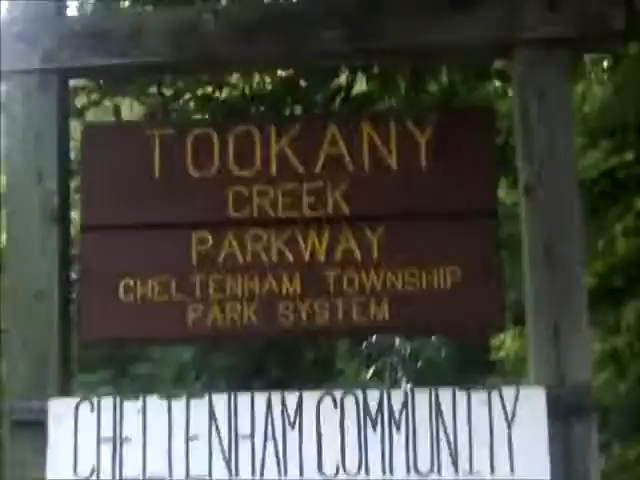 TOOKANY
CREEK
PARKWAY
CHELTENHAM TOWNSHIP
PARK SYSTEM
CHELTENHAM COMMUNITY